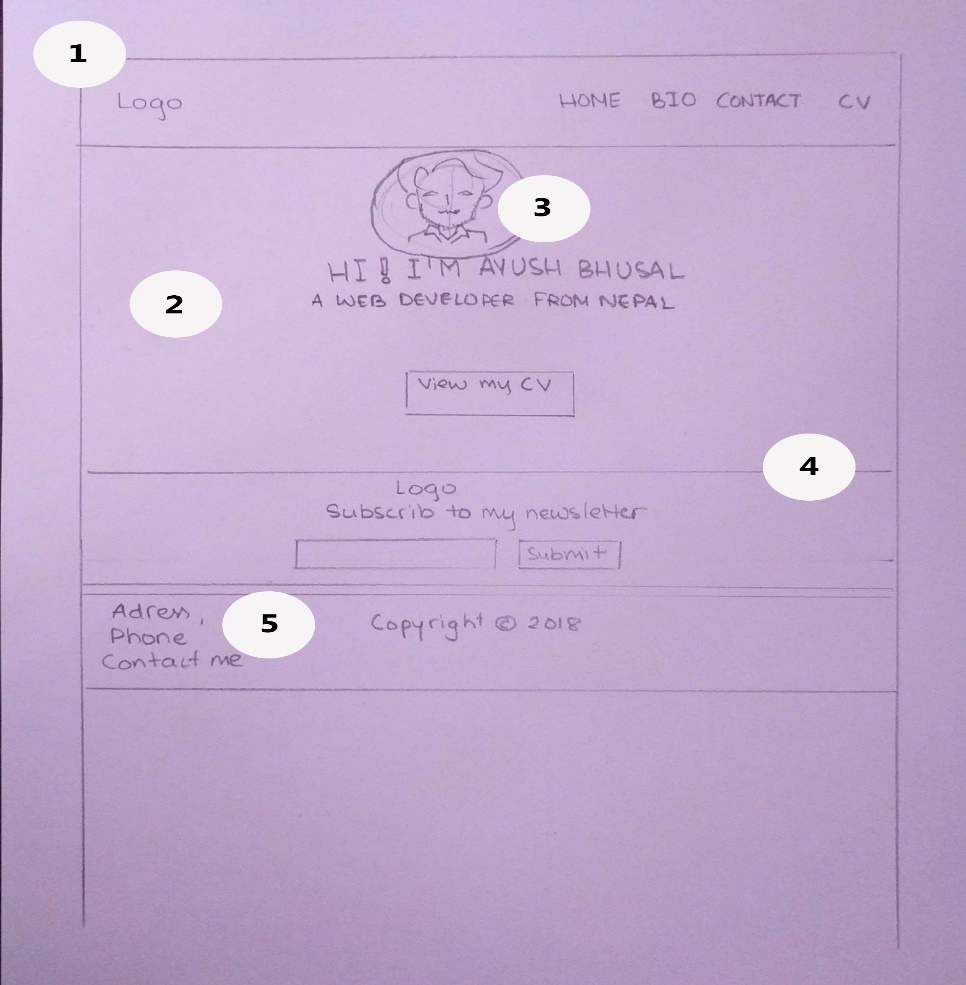 1
Logo HOME BIO CONTACT CV
3
HI! I'M AYUSH BHUSAL
2
A WEB DEVELOPER FROM NEPAL
View my CV
4
Logo
Subscrib to my newsletter
Submit
Adress,
5
Copyright © 2018
Phone
Contact me